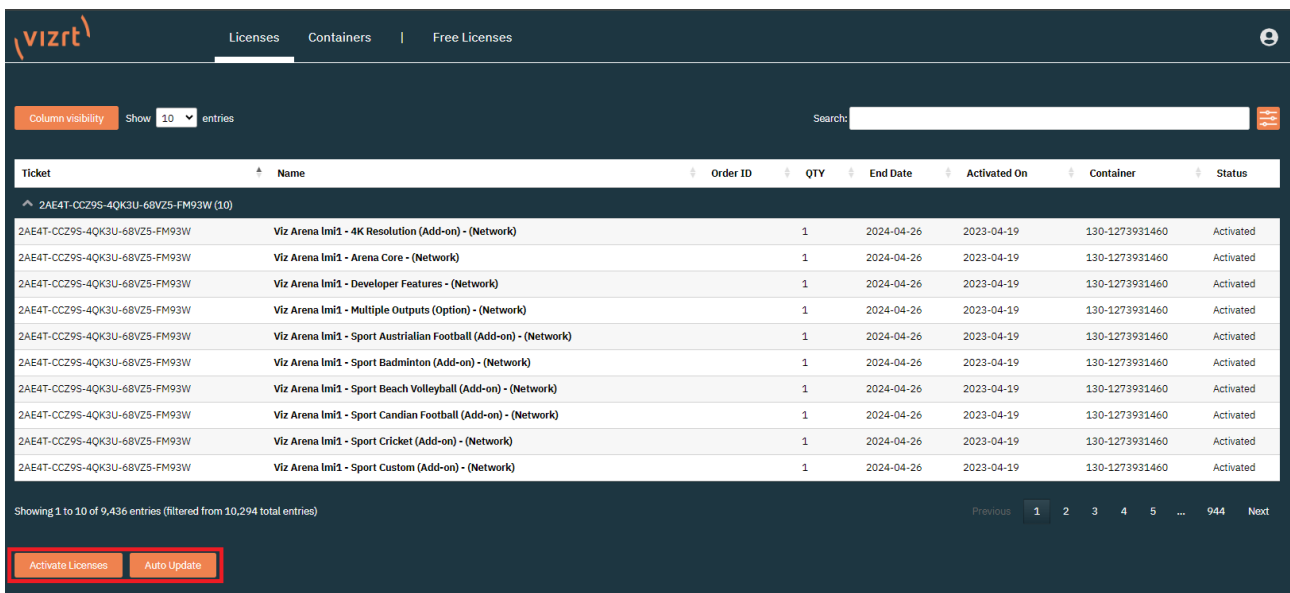 vizrt Licenses Containers | Free Licenses
Column visibility Show 10 entries Search:
Ticket Name Order ID QTY End Date Activated On Container Status
2AE4T-CCZ9S-4QK3U-68VZ5-FM93W (10)
2AE4T-CCZ9S-4QK3U-68VZ5-FM93W Viz Arena lmi1 - 4K Resolution (Add-on) - (Network) 1 2024-04-26 2023-04-19 130-1273931460 Activated
2AE4T-CCZ9S-4QK3U-68VZ5-FM93W Viz Arena lmi1 - Arena Core - (Network) 1 2024-04-26 2023-04-19 130-1273931460 Activated
2AE4T-CCZ9S-4QK3U-68VZ5-FM93W Viz Arena lmi1 - Developer Features - (Network) 1 2024-04-26 2023-04-19 130-1273931460 Activated
2AE4T-CCZ9S-4QK3U-68VZ5-FM93W Viz Arena lmi1 - Multiple Outputs (Option) - (Network) 1 2024-04-26 2023-04-19 130-1273931460 Activated
2AE4T-CCZ9S-4QK3U-68VZ5-FM93W Viz Arena lmi1 - Sport Austrialian Football (Add-on) - (Network) 1 2024-04-26 2023-04-19 130-1273931460 Activated
2AE4T-CCZ9S-4QK3U-68VZ5-FM93W Viz Arena lmi1 - Sport Badminton (Add-on) - (Network) 1 2024-04-26 2023-04-19 130-1273931460 Activated
2AE4T-CCZ9S-4QK3U-68VZ5-FM93W Viz Arena lmi1 - Sport Beach Volleyball (Add-on) - (Network) 1 2024-04-26 2023-04-19 130-1273931460 Activated
2AE4T-CCZ9S-4QK3U-68VZ5-FM93W Viz Arena lmi1 - Sport Candian Football (Add-on) - (Network) 1 2024-04-26 2023-04-19 130-1273931460 Activated
2AE4T-CCZ9S-4QK3U-68VZ5-FM93W Viz Arena lmi1 - Sport Cricket (Add-on) - (Network) 1 2024-04-26 2023-04-19 130-1273931460 Activated
2AE4T-CCZ9S-4QK3U-68VZ5-FM93W Viz Arena lmi1 - Sport Custom (Add-on) - (Network) 1 2024-04-26 2023-04-19 130-1273931460 Activated
Showing 1 to 10 of 9,436 entries (filtered from 10,294 total entries) Previous 1 2 3 4 5 ... 944 Next
Activate Licenses Auto Update